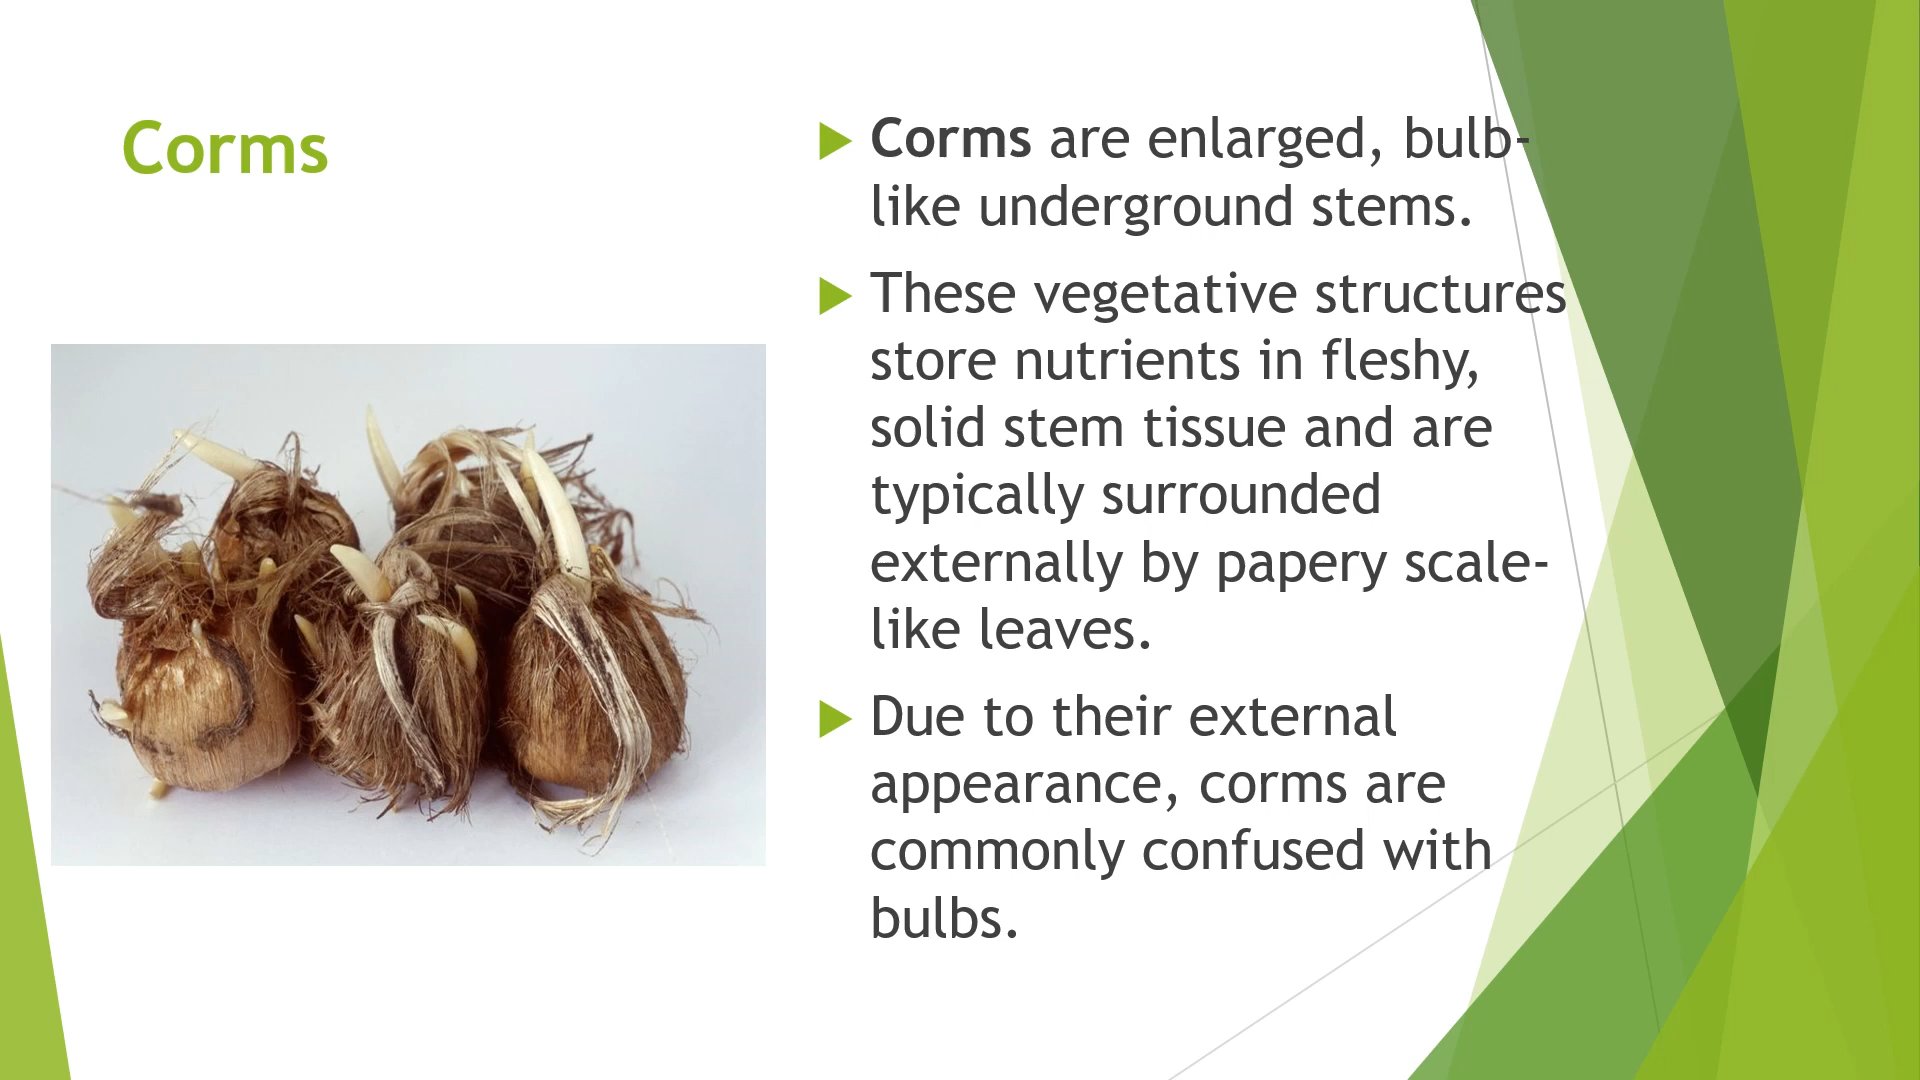 Corms
Corms are enlarged, bulb-
like underground stems.
These vegetative structures
store nutrients in fleshy,
solid stem tissue and are
typically surrounded
externally by papery scale-
like leaves.
Due to their external
appearance, corms are
commonly confused with
bulbs.